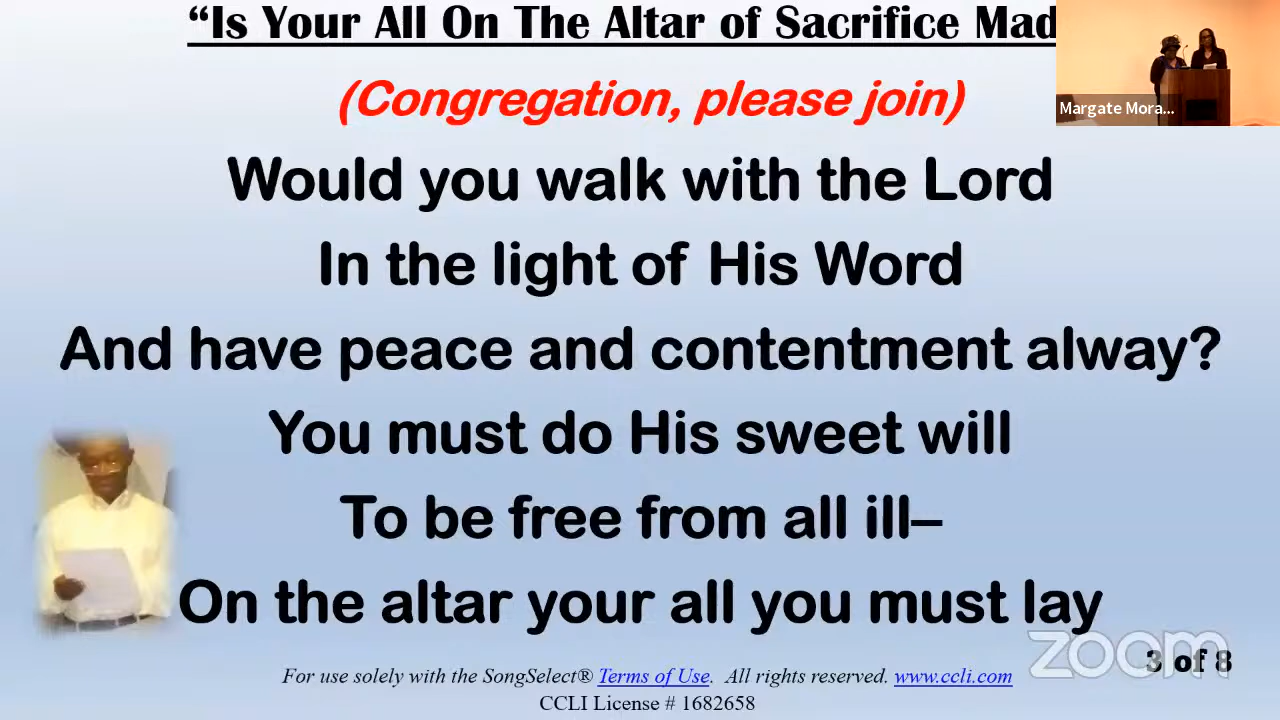 “Is Your All On The Altar of Sacrifice Mad
(Congregation, please join)
Margate Mora...
Would you walk with the Lord
In the light of His Word
And have peace and contentment alway?
You must do His sweet will
To be free from all ill–
On the altar your all you must lay
zoom
3 of 8
For use solely with the SongSelect® Terms of Use. All rights reserved. www.ccli.com
CCLI License # 1682658